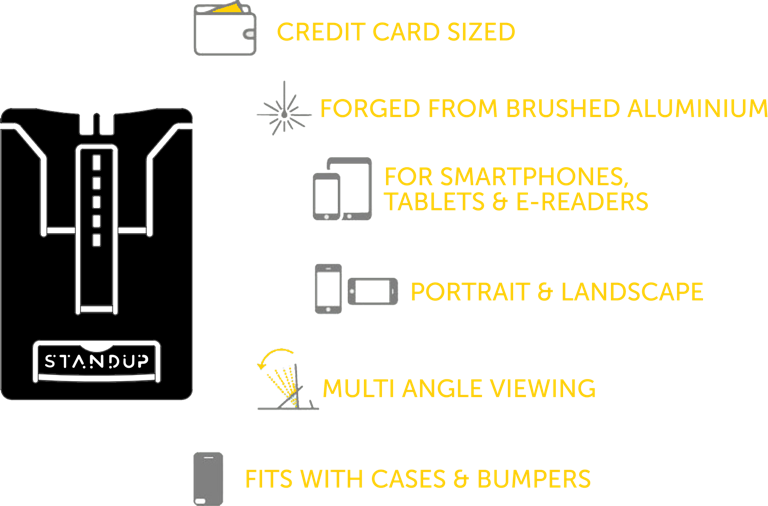 CREDIT CARD SIZED
FORGED FROM BRUSHED ALUMINIUM
FOR SMARTPHONES,
TABLETS & E-READERS
PORTRAIT & LANDSCAPE
STANDUP
MULTI ANGLE VIEWING
FITS WITH CASES & BUMPERS